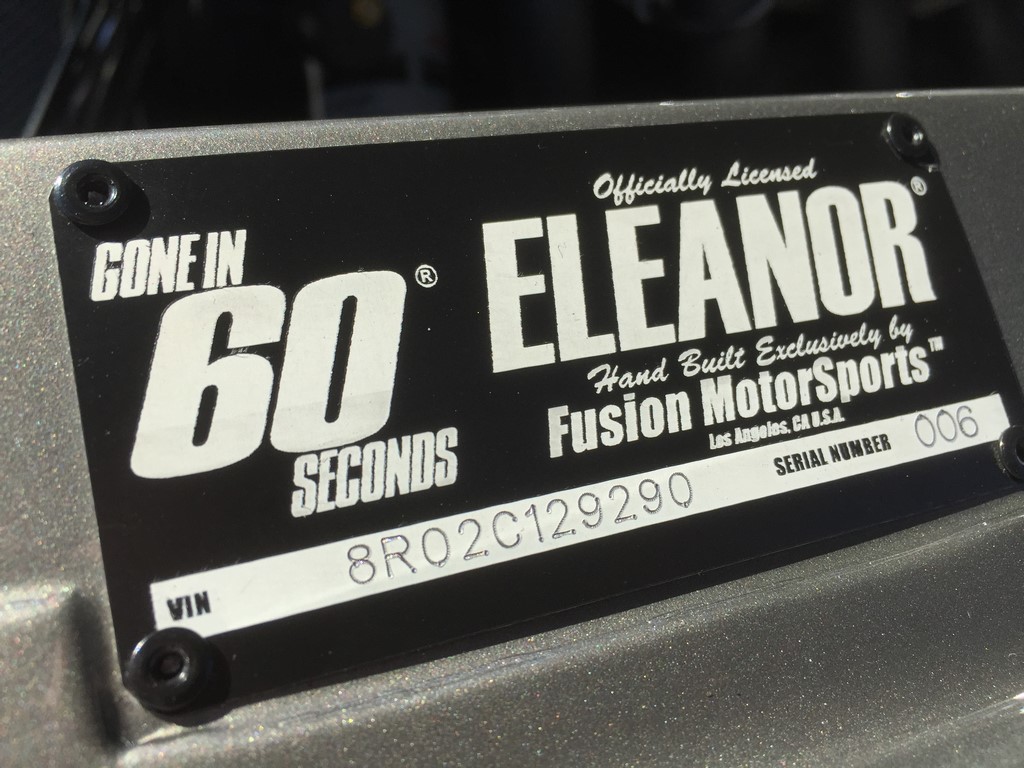 GONE IN
60®
SECONDS
Officially Licensed
ELEANOR®
Hand Built Exclusively by
Fusion MotorSports™
Los Angeles, CA U.S.A.
VIN 8R02C129290 SERIAL NUMBER 006